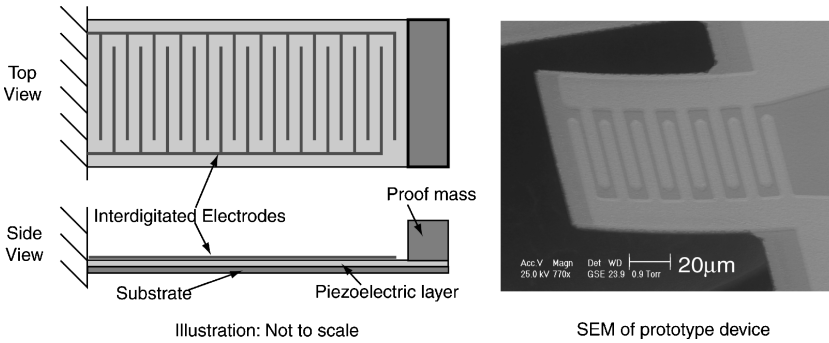 Top
View
Interdigitated Electrodes
Proof mass
Side
View
Substrate
Piezoelectric layer
Illustration: Not to scale
Acc.V Magn Det WD 20µm
25.0 kV 770x GSE 23.9 0.9 Torr
SEM of prototype device